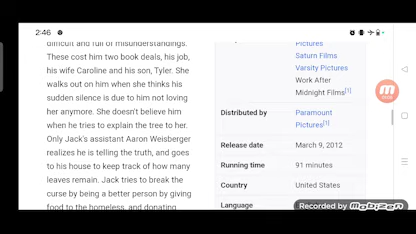 2:46
difficult and full of misunderstandings.
These cost him two book deals, his job,
his wife Caroline and his son, Tyler. She
walks out on him when she thinks his
sudden silence is due to him not loving
her anymore. She doesn't believe him
when he tries to explain the tree to her.
Only Jack's assistant Aaron Weisberger
realizes he is telling the truth, and goes
to his house to keep track of how many
leaves remain. Jack tries to break the
curse by being a better person by giving
food to the homeless, and donating
Pictures
Saturn Films
Varsity Pictures
Work After
Midnight Films[1]
Distributed by Paramount
Pictures[1]
Release date March 9, 2012
Running time 91 minutes
Country United States
Language
Recorded by Mobizen